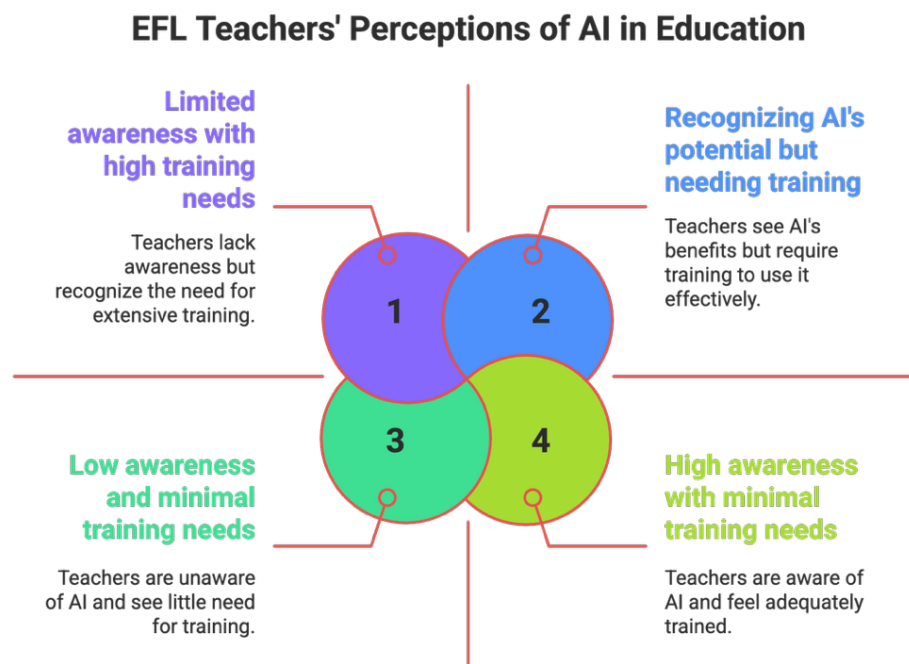 EFL Teachers' Perceptions of AI in Education
Limited
awareness with
high training
needs
Teachers lack
awareness but
recognize the need for
extensive training.
Recognizing AI's
potential but
needing training
Teachers see AI's
benefits but require
training to use it
effectively.
1
2
3
4
Low awareness
and minimal
training needs
Teachers are unaware
of AI and see little need
for training.
High awareness
with minimal
training needs
Teachers are aware of
AI and feel adequately
trained.